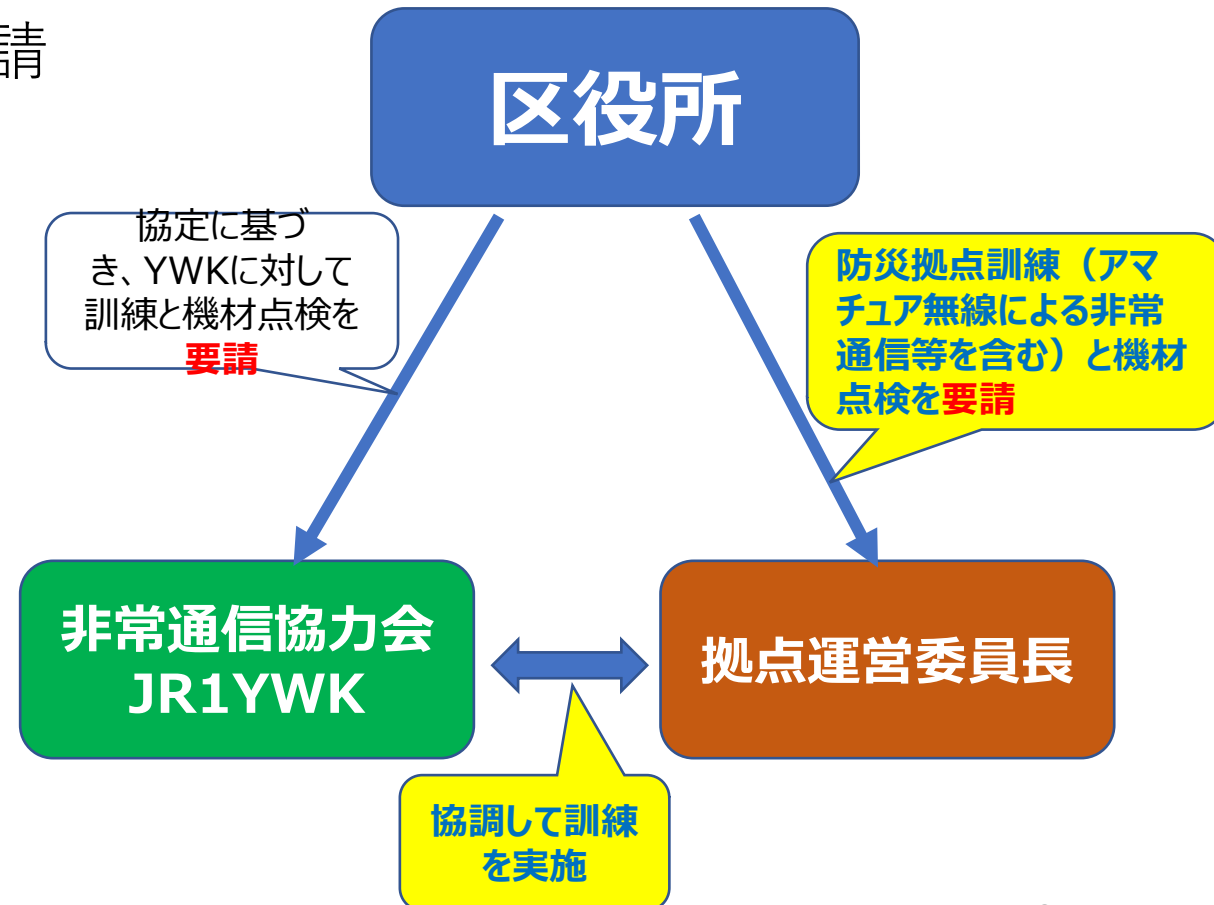 請
区役所
協定に基づ
き、YWKに対して
訓練と機材点検を
要請
防災拠点訓練（アマ
チュア無線による非常
通信等を含む）と機材
点検を要請
非常通信協力会
JR1YWK
拠点運営委員長
協調して訓練
を実施